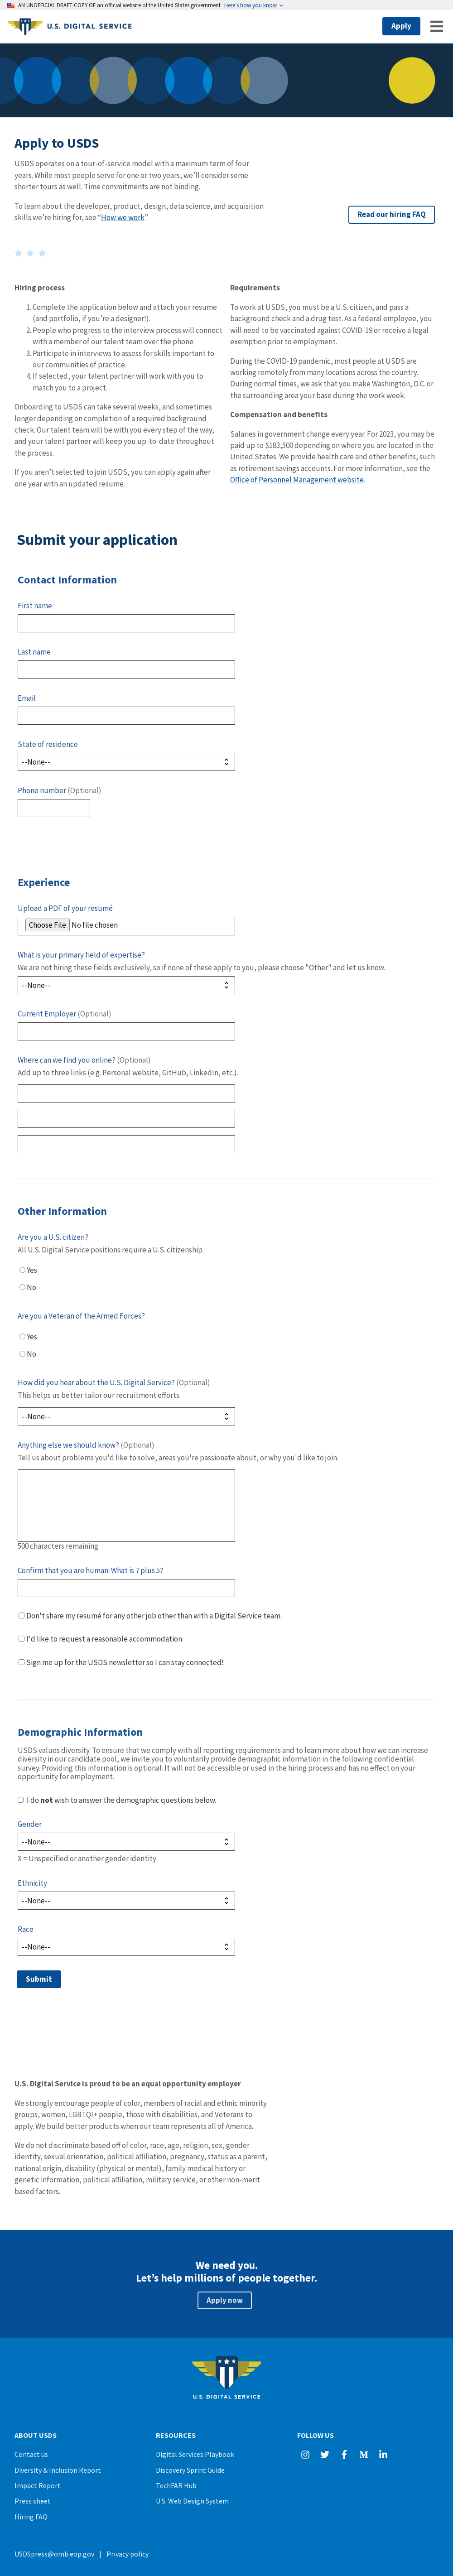 AN UNOFFICIAL DRAFT COPY OF an official website of the United States government Here's how you know
U.S. DIGITAL SERVICE
Apply
Apply to USDS
USDS operates on a tour-of-service model with a maximum term of four
years. While most people serve for one or two years, we'll consider some
shorter tours as well. Time commitments are not binding.
To learn about the developer, product, design, data science, and acquisition
skills we're hiring for, see "How we work".
Read our hiring FAQ
Hiring process
1. Complete the application below and attach your resume
(and portfolio, if you're a designer!).
2. People who progress to the interview process will connect
with a member of our talent team over the phone.
3. Participate in interviews to assess for skills important to
our communities of practice.
4. If selected, your talent partner will work with you to
match you to a project.
Onboarding to USDS can take several weeks, and sometimes
longer depending on completion of a required background
check. Our talent team will be with you every step of the way,
and your talent partner will keep you up-to-date throughout
the process.
If you aren't selected to join USDS, you can apply again after
one year with an updated resume.
Requirements
To work at USDS, you must be a U.S. citizen, and pass a
background check and a drug test. As a federal employee, you
will need to be vaccinated against COVID-19 or receive a legal
exemption prior to employment.
During the COVID-19 pandemic, most people at USDS are
working remotely from many locations across the country.
During normal times, we ask that you make Washington, D.C. or
the surrounding area your base during the work week.
Compensation and benefits
Salaries in government change every year. For 2023, you may be
paid up to $183,500 depending on where you are located in the
United States. We provide health care and other benefits, such
as retirement savings accounts. For more information, see the
Office of Personnel Management website.
Submit your application
Contact Information
First name
Last name
Email
State of residence
--None--
Phone number (Optional)
Experience
Upload a PDF of your resumé
Choose File No file chosen
What is your primary field of expertise?
We are not hiring these fields exclusively, so if none of these apply to you, please choose "Other" and let us know.
--None--
Current Employer (Optional)
Where can we find you online? (Optional)
Add up to three links (e.g. Personal website, GitHub, LinkedIn, etc.).
Other Information
Are you a U.S. citizen?
All U.S. Digital Service positions require a U.S. citizenship.
Yes
No
Are you a Veteran of the Armed Forces?
Yes
No
How did you hear about the U.S. Digital Service? (Optional)
This helps us better tailor our recruitment efforts.
--None--
Anything else we should know? (Optional)
Tell us about problems you'd like to solve, areas you're passionate about, or why you'd like to join.
500 characters remaining
Confirm that you are human: What is 7 plus 5?
Don't share my resumé for any other job other than with a Digital Service team.
I'd like to request a reasonable accommodation.
Sign me up for the USDS newsletter so I can stay connected!
Demographic Information
USDS values diversity. To ensure that we comply with all reporting requirements and to learn more about how we can increase
diversity in our candidate pool, we invite you to voluntarily provide demographic information in the following confidential
survey. Providing this information is optional. It will not be accessible or used in the hiring process and has no effect on your
opportunity for employment.
I do not wish to answer the demographic questions below.
Gender
--None--
X = Unspecified or another gender identity
Ethnicity
--None--
Race
--None--
Submit
U.S. Digital Service is proud to be an equal opportunity employer
We strongly encourage people of color, members of racial and ethnic minority
groups, women, LGBTQI+ people, those with disabilities, and Veterans to
apply. We build better products when our team represents all of America.
We do not discriminate based off of color, race, age, religion, sex, gender
identity, sexual orientation, political affiliation, pregnancy, status as a parent,
national origin, disability (physical or mental), family medical history or
genetic information, political affiliation, military service, or other non-merit
based factors.
We need you.
Let's help millions of people together.
Apply now
U.S. DIGITAL SERVICE
ABOUT USDS
Contact us
Diversity & Inclusion Report
Impact Report
Press sheet
Hiring FAQ
RESOURCES
Digital Services Playbook
Discovery Sprint Guide
TechFAR Hub
U.S. Web Design System
FOLLOW US
USDSpress@omb.eop.gov | Privacy policy